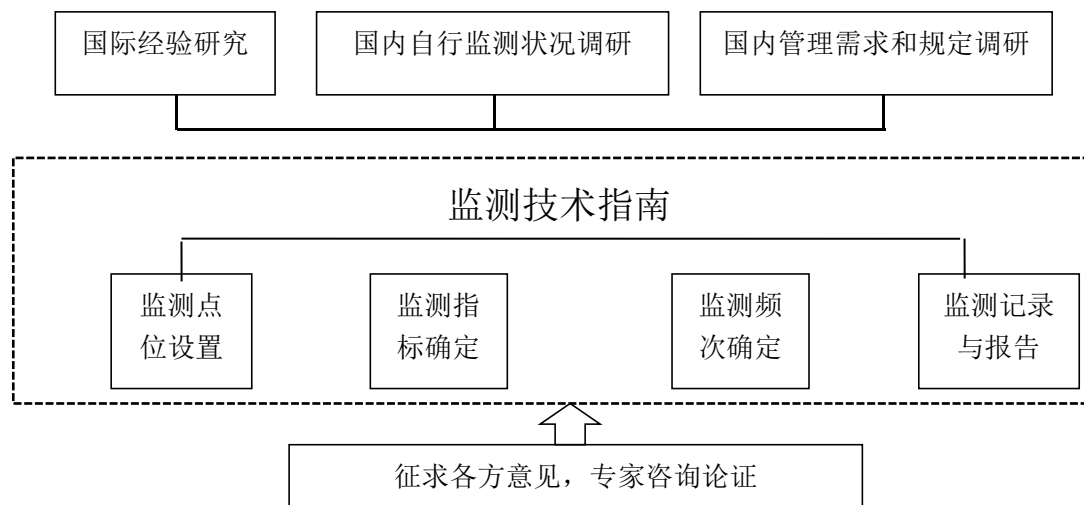 国际经验研究
国内自行监测状况调研
国内管理需求和规定调研
监测技术指南
监测点
位设置
监测指
标确定
监测频
次确定
监测记录
与报告
征求各方意见，专家咨询论证